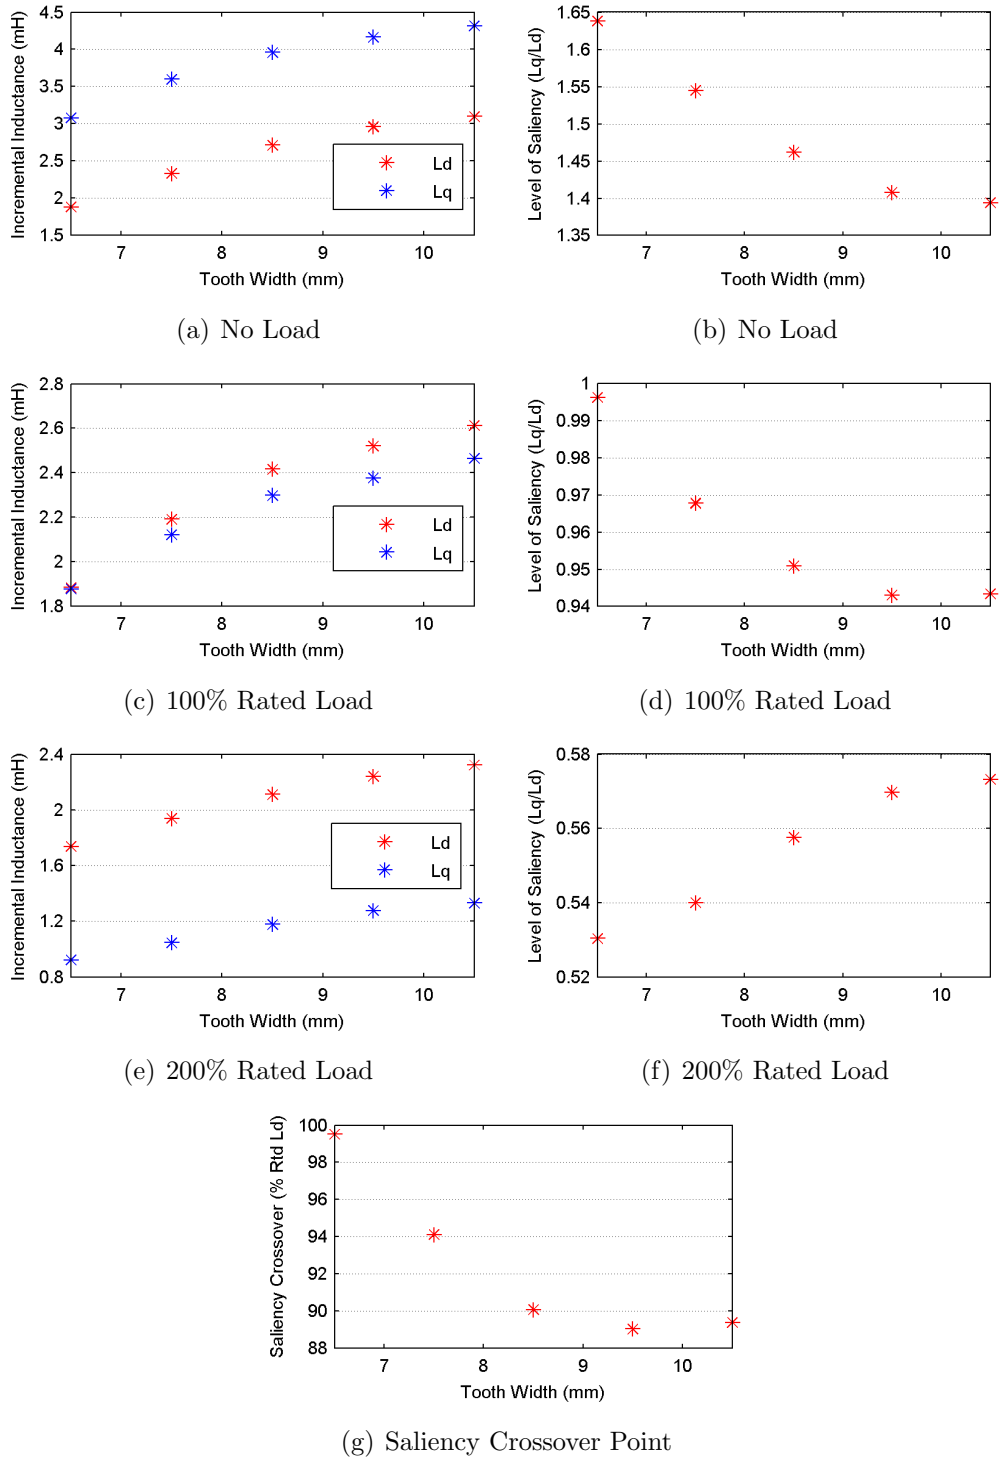 4.5
4
3.5
3
2.5
2
1.5
7 8 9 10
Incremental Inductance (mH)
Tooth Width (mm)
Ld
Lq
(a) No Load
1.65
1.6
1.55
1.5
1.45
1.4
1.35
7 8 9 10
Level of Saliency (Lq/Ld)
Tooth Width (mm)
(b) No Load
2.8
2.6
2.4
2.2
2
1.8
7 8 9 10
Incremental Inductance (mH)
Tooth Width (mm)
Ld
Lq
(c) 100% Rated Load
1
0.99
0.98
0.97
0.96
0.95
0.94
7 8 9 10
Level of Saliency (Lq/Ld)
Tooth Width (mm)
(d) 100% Rated Load
2.4
2
1.6
1.2
0.8
7 8 9 10
Incremental Inductance (mH)
Tooth Width (mm)
Ld
Lq
(e) 200% Rated Load
0.58
0.56
0.54
0.52
7 8 9 10
Level of Saliency (Lq/Ld)
Tooth Width (mm)
(f) 200% Rated Load
100
98
96
94
92
90
88
7 8 9 10
Saliency Crossover (% Rtd Ld)
Tooth Width (mm)
(g) Saliency Crossover Point